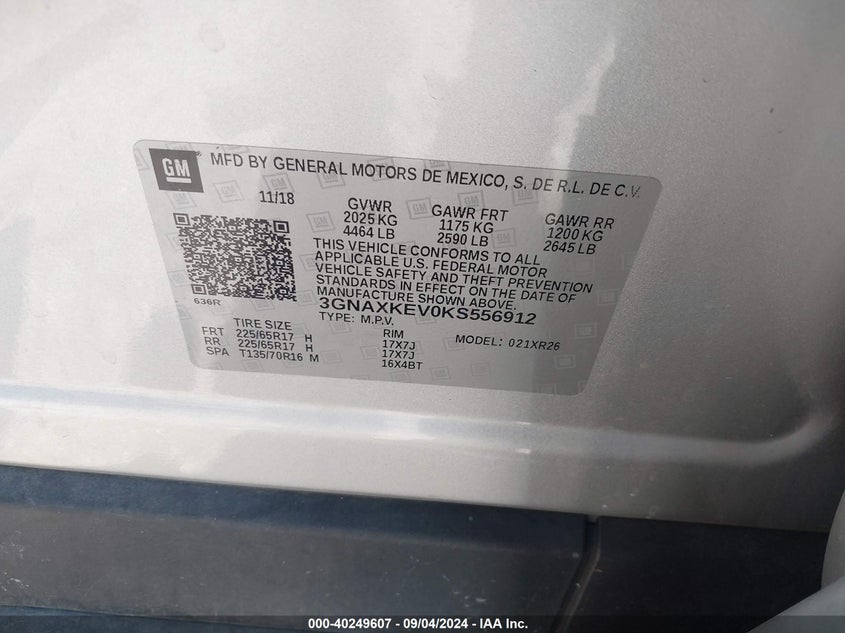 GM
MFD BY GENERAL MOTORS DE MEXICO, S. DE R.L. DE C.V.
11/18 GVWR GAWR FRT GAWR RR
2025 KG 1175 KG 1200 KG
4464 LB 2590 LB 2645 LB
THIS VEHICLE CONFORMS TO ALL
APPLICABLE U.S. FEDERAL MOTOR
VEHICLE SAFETY AND THEFT PREVENTION
STANDARDS IN EFFECT ON THE DATE OF
MANUFACTURE SHOWN ABOVE.
636R
3GNAXKEV0KS556912
TYPE: M.P.V.
TIRE SIZE RIM MODEL: 021XR26
FRT 225/65R17 H 17X7J
RR 225/65R17 H 17X7J
SPA T135/70R16 M 16X4BT
000-40249607 - 09/04/2024 - IAA Inc.